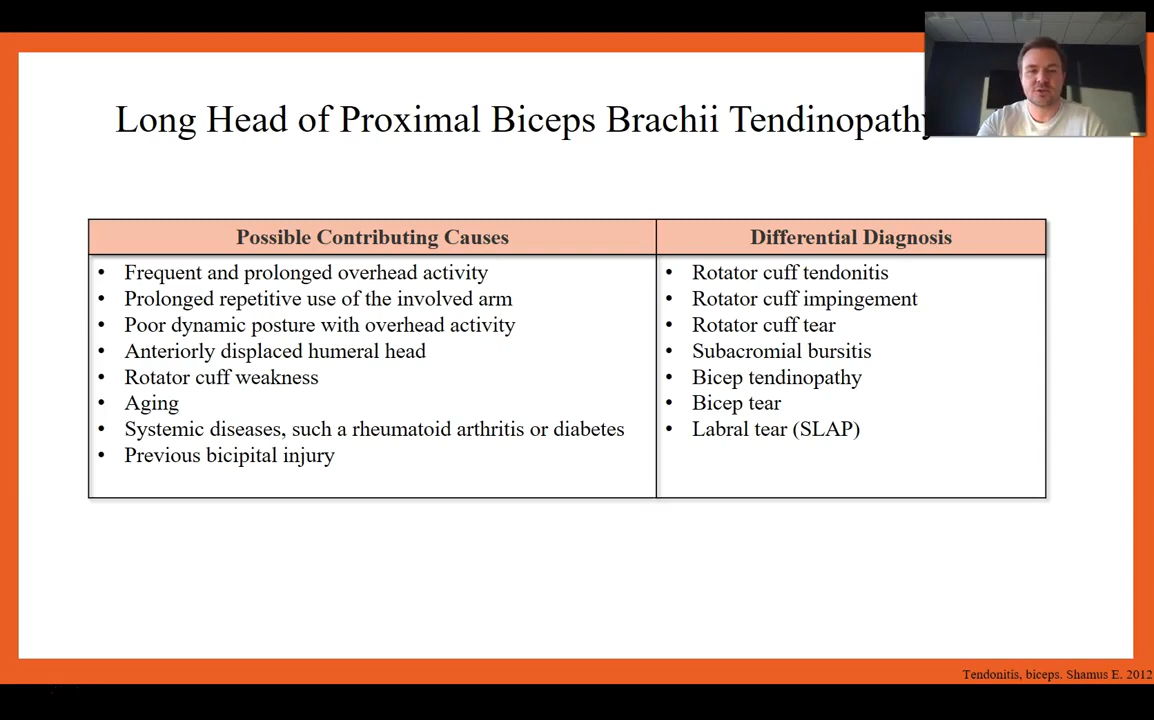 Long Head of Proximal Biceps Brachii Tendinopathy
Possible Contributing Causes
• Frequent and prolonged overhead activity
• Prolonged repetitive use of the involved arm
• Poor dynamic posture with overhead activity
• Anteriorly displaced humeral head
• Rotator cuff weakness
• Aging
• Systemic diseases, such a rheumatoid arthritis or diabetes
• Previous bicipital injury
Differential Diagnosis
• Rotator cuff tendonitis
• Rotator cuff impingement
• Rotator cuff tear
• Subacromial bursitis
• Bicep tendinopathy
• Bicep tear
• Labral tear (SLAP)
Tendonitis, biceps. Shamus E. 2012